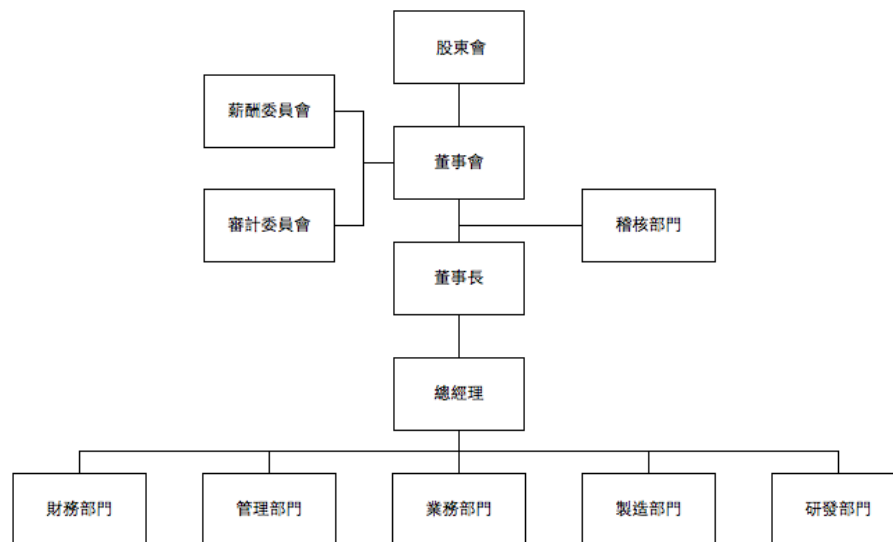 股東會
薪酬委員會
董事會
審計委員會
稽核部門
董事長
總經理
財務部門
管理部門
業務部門
製造部門
研發部門